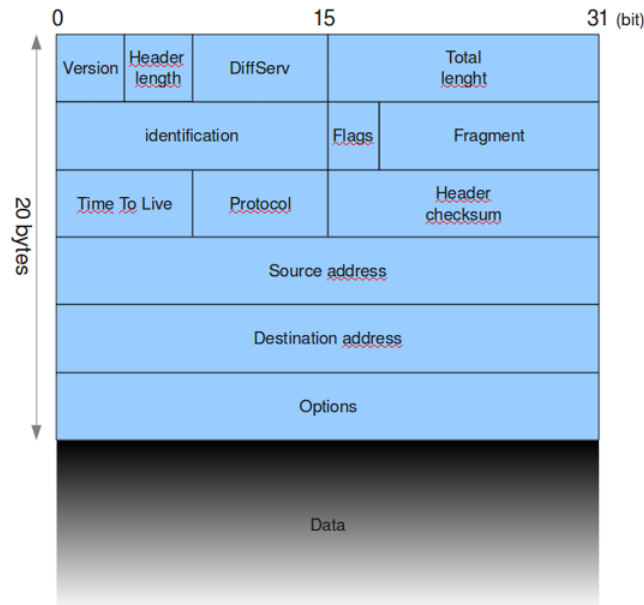 0 15 31 (bit)
Version Header length DiffServ Total lenght
identification Flags Fragment
Time To Live Protocol Header checksum
Source address
Destination address
Options
20 bytes
Data